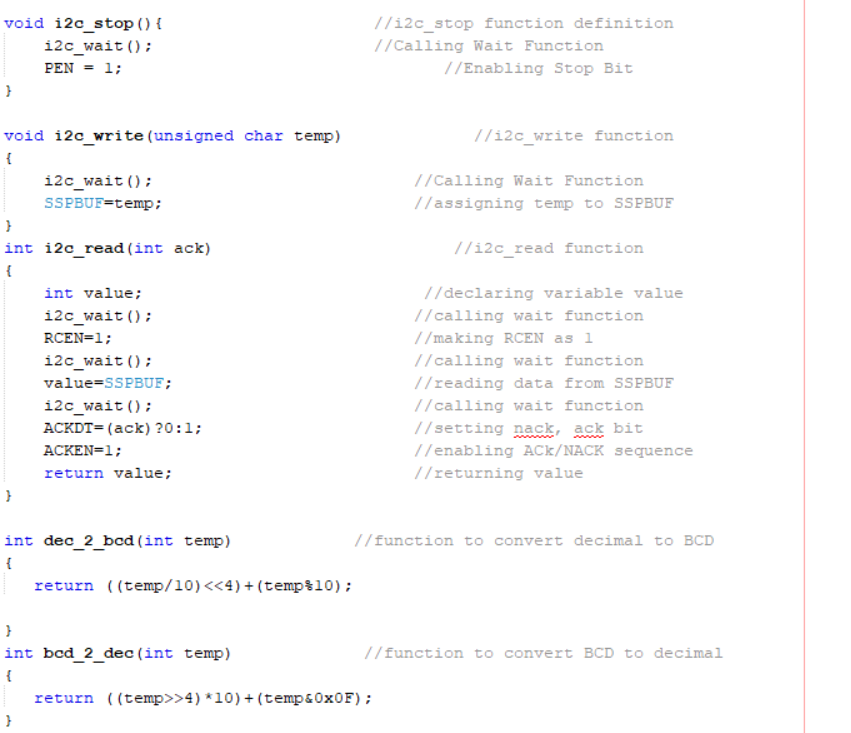 void i2c_stop(){ //i2c_stop function definition
i2c_wait(); //Calling Wait Function
PEN = 1; //Enabling Stop Bit
}
void i2c_write(unsigned char temp) //i2c_write function
{
i2c_wait(); //Calling Wait Function
SSPBUF=temp; //assigning temp to SSPBUF
}
int i2c_read(int ack) //i2c_read function
{
int value; //declaring variable value
i2c_wait(); //calling wait function
RCEN=1; //making RCEN as 1
i2c_wait(); //calling wait function
value=SSPBUF; //reading data from SSPBUF
i2c_wait(); //calling wait function
ACKDT=(ack)?0:1; //setting nack, ack bit
ACKEN=1; //enabling ACk/NACK sequence
return value; //returning value
}
int dec_2_bcd(int temp) //function to convert decimal to BCD
{
return ((temp/10)<<4)+(temp%10);
}
int bcd_2_dec(int temp) //function to convert BCD to decimal
{
return ((temp>>4)*10)+(temp&0x0F);
}